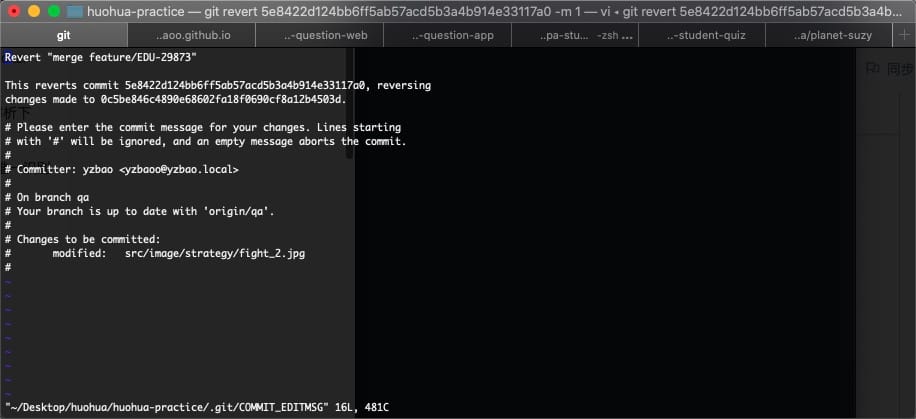 huohua-practice — git revert 5e8422d124bb6ff5ab57acd5b3a4b914e33117a0 -m 1 — vi ◂ git revert 5e8422d124bb6ff5ab57acd5b3a4b...
git ..aoo.github.io ..-question-web ..-question-app ..pa-stu... -zsh ... ..-student-quiz ..a/planet-suzy +
Revert "merge feature/EDU-29873"
同步
This reverts commit 5e8422d124bb6ff5ab57acd5b3a4b914e33117a0, reversing
changes made to 0c5be846c4890e68602fa18f0690cf8a12b4503d.
析下
# Please enter the commit message for your changes. Lines starting
# with '#' will be ignored, and an empty message aborts the commit.
#
# Committer: yzbao <yzbaoo@yzbao.local>
#
# On branch qa
# Your branch is up to date with 'origin/qa'.
#
# Changes to be committed:
#       modified:   src/image/strategy/fight_2.jpg
#
~
~
~
~
~
~
~
~
~
"~/Desktop/huohua/huohua-practice/.git/COMMIT_EDITMSG" 16L, 481C